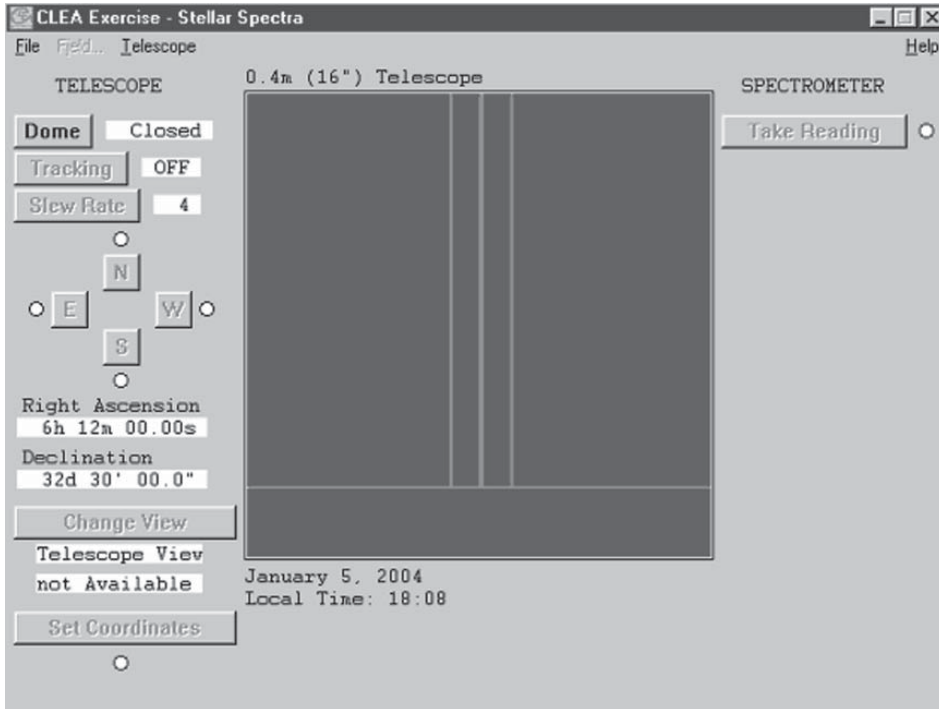 CLEA Exercise - Stellar Spectra
File Field... Telescope Help
TELESCOPE
0.4m (16") Telescope
SPECTROMETER
Dome Closed
Take Reading
Tracking OFF
Slew Rate 4
N
E W
S
Right Ascension
6h 12m 00.00s
Declination
32d 30' 00.0"
Change View
Telescope View
not Available
January 5, 2004
Local Time: 18:08
Set Coordinates